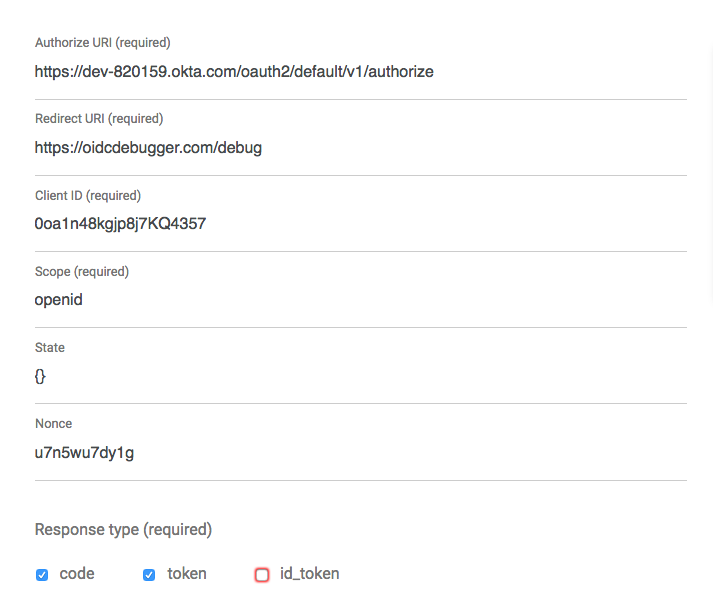 Authorize URI (required)
https://dev-820159.okta.com/oauth2/default/v1/authorize
Redirect URI (required)
https://oidcdebugger.com/debug
Client ID (required)
0oa1n48kgjp8j7KQ4357
Scope (required)
openid
State
{}
Nonce
u7n5wu7dy1g
Response type (required)
code token id_token